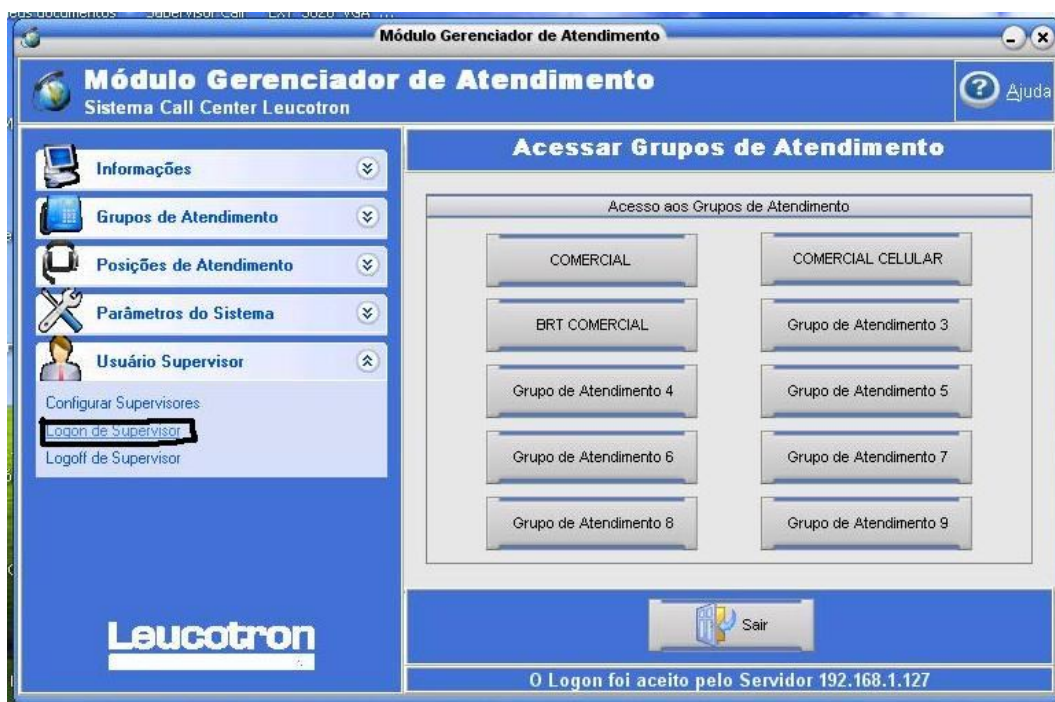 Supervisor Call
EXT
VGA ...
Módulo Gerenciador de Atendimento
Módulo Gerenciador de Atendimento
Sistema Call Center Leucotron
Ajuda
Informações
Grupos de Atendimento
Posições de Atendimento
Parâmetros do Sistema
Usuário Supervisor
Configurar Supervisores
Logon de Supervisor
Logoff de Supervisor
Leucotron
Acessar Grupos de Atendimento
Acesso aos Grupos de Atendimento
COMERCIAL
COMERCIAL CELULAR
BRT COMERCIAL
Grupo de Atendimento 3
Grupo de Atendimento 4
Grupo de Atendimento 5
Grupo de Atendimento 6
Grupo de Atendimento 7
Grupo de Atendimento 8
Grupo de Atendimento 9
Sair
O Logon foi aceito pelo Servidor 192.168.1.127